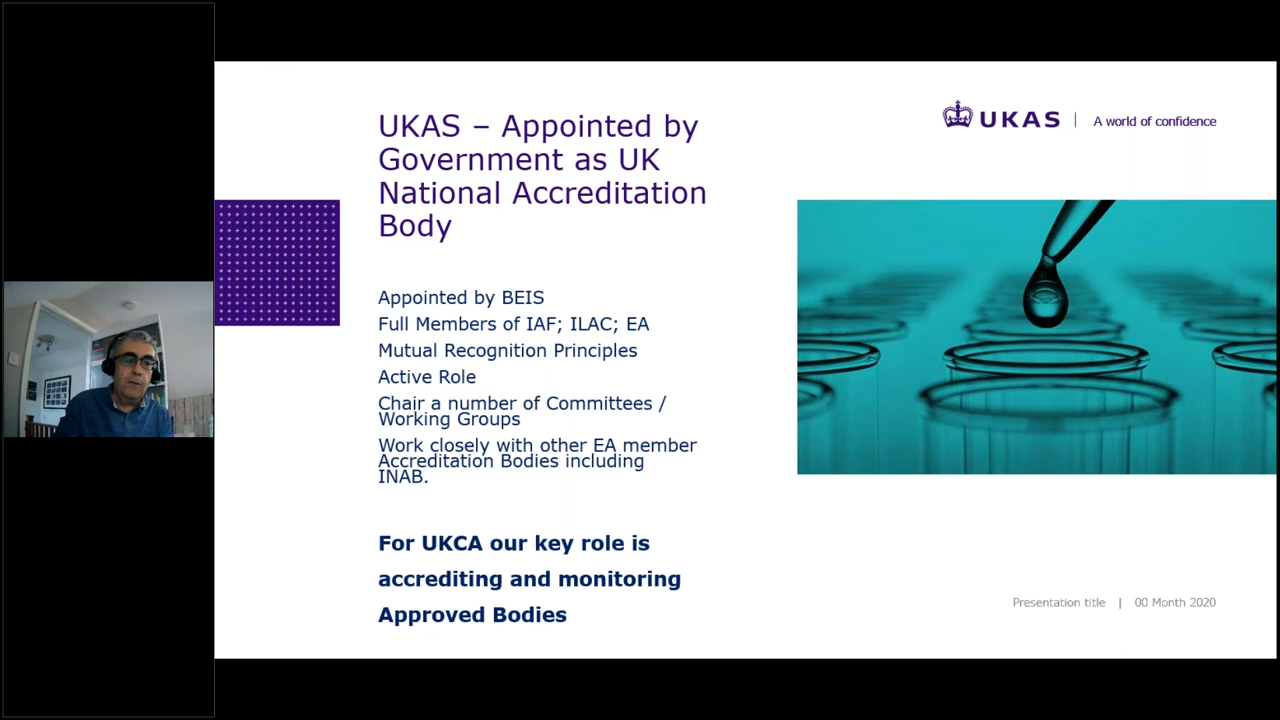 UKAS – Appointed by
Government as UK
National Accreditation
Body
UKAS | A world of confidence
Appointed by BEIS
Full Members of IAF; ILAC; EA
Mutual Recognition Principles
Active Role
Chair a number of Committees /
Working Groups
Work closely with other EA member
Accreditation Bodies including
INAB.
For UKCA our key role is
accrediting and monitoring
Approved Bodies
Presentation title | 00 Month 2020